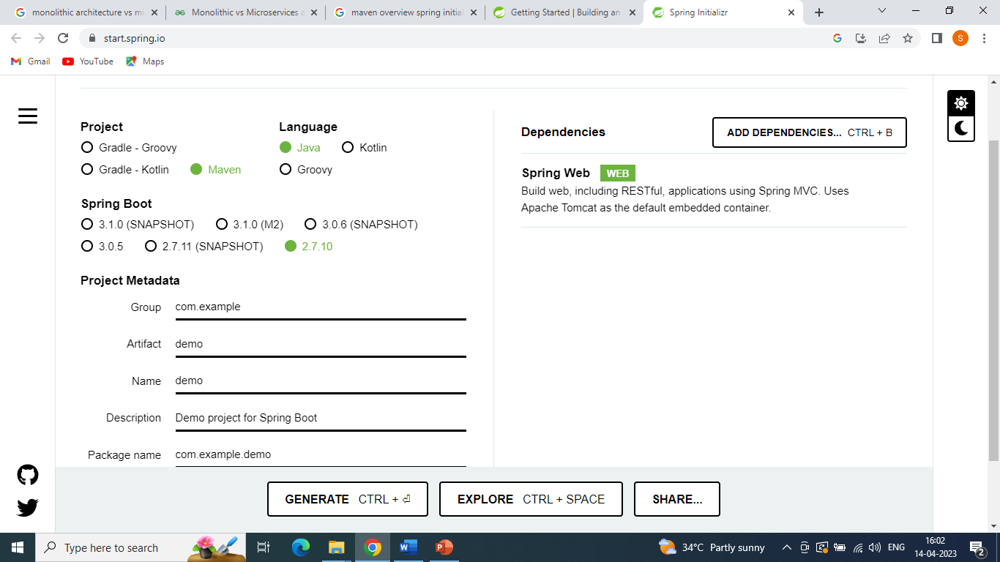 monolithic architecture vs mi
Monolithic vs Microservices a
maven overview spring initial
Getting Started | Building an
Spring Initializr
start.spring.io
S
Gmail
YouTube
Maps
Project
Language
Gradle - Groovy
Java
Kotlin
Gradle - Kotlin
Maven
Groovy
Spring Boot
3.1.0 (SNAPSHOT)
3.1.0 (M2)
3.0.6 (SNAPSHOT)
3.0.5
2.7.11 (SNAPSHOT)
2.7.10
Project Metadata
Group com.example
Artifact demo
Name demo
Description Demo project for Spring Boot
Package name com.example.demo
Dependencies
ADD DEPENDENCIES... CTRL + B
Spring Web WEB
Build web, including RESTful, applications using Spring MVC. Uses
Apache Tomcat as the default embedded container.
GENERATE CTRL + ⏎
EXPLORE CTRL + SPACE
SHARE...
Type here to search
34°C Partly sunny
ENG
16:02
14-04-2023
2